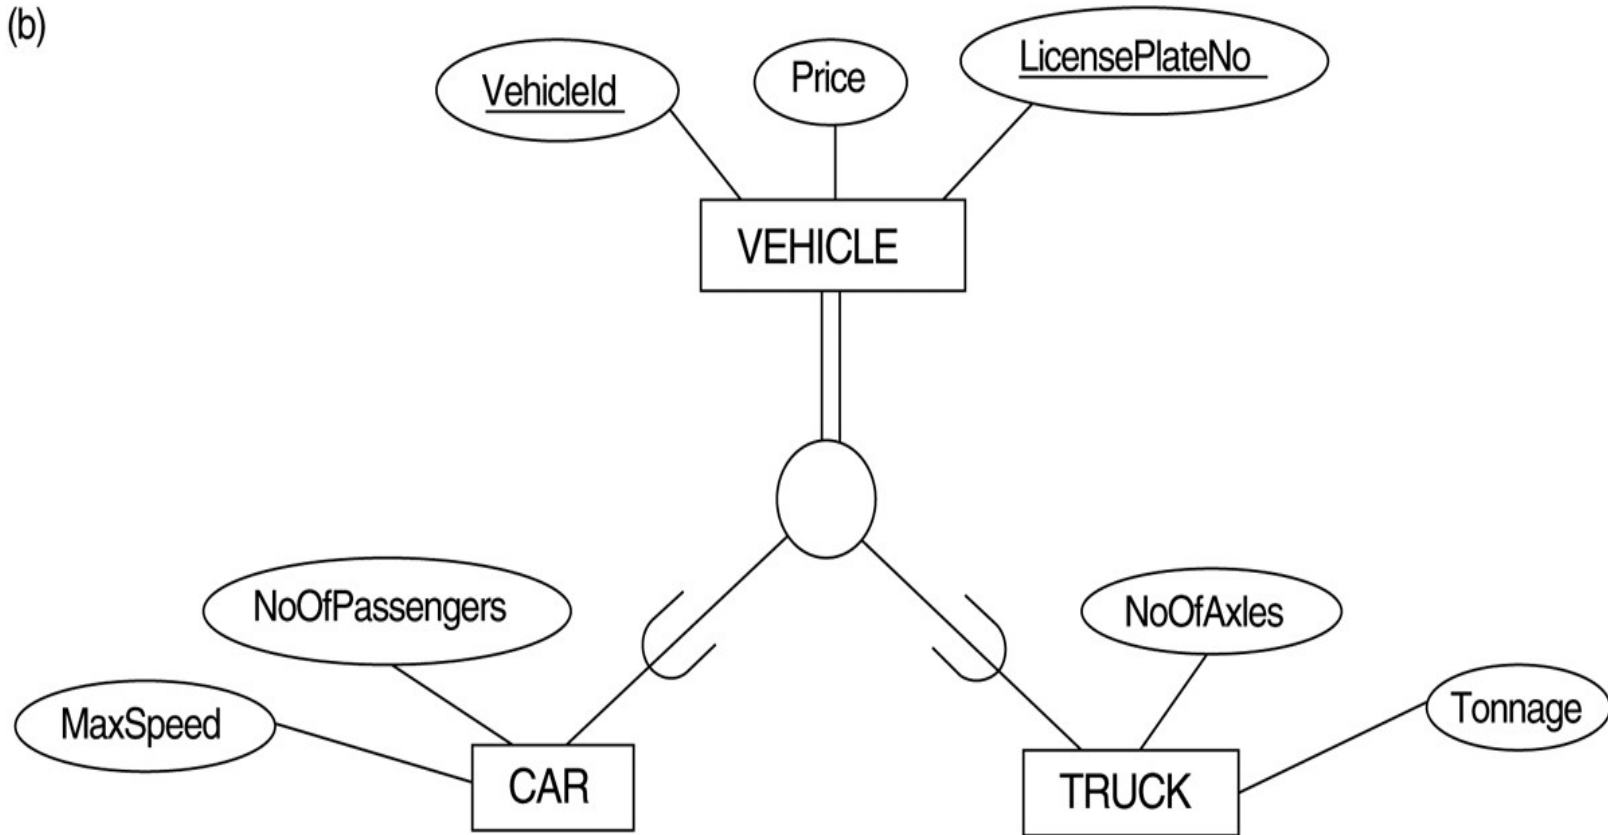 (b)
VehicleId
Price
LicensePlateNo
VEHICLE
NoOfPassengers
NoOfAxles
MaxSpeed
Tonnage
CAR
TRUCK